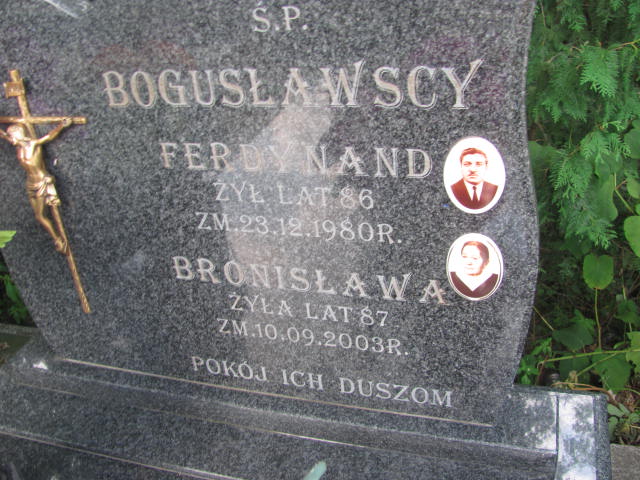 Ś.P.
BOGUSŁAWSCY
FERDYNAND
ŻYŁ LAT 86
ZM.23.12.1980R.
BRONISŁAWA
ŻYŁA LAT 87
ZM.10.09.2003R.
POKÓJ ICH DUSZOM